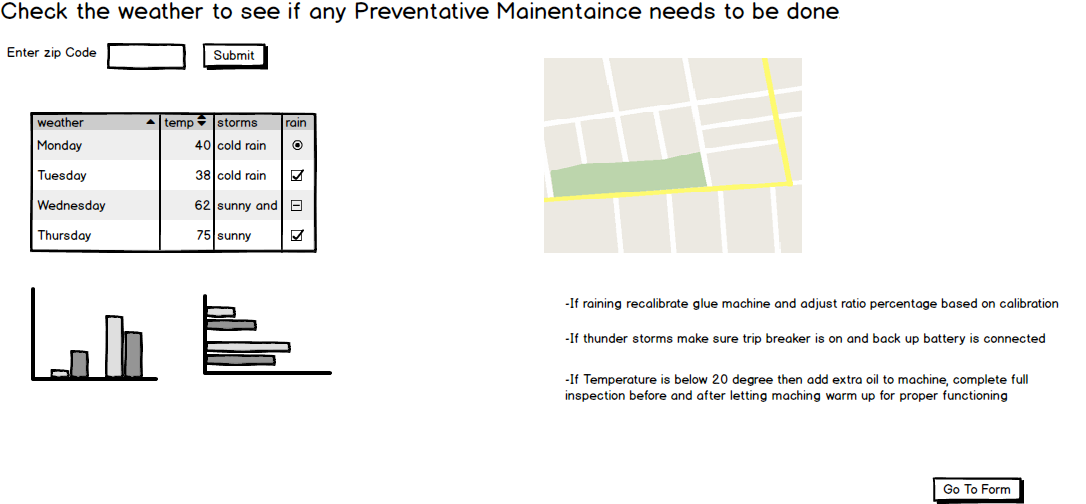 Check the weather to see if any Preventative Mainentaince needs to be done
Enter zip Code
Submit
weather temp storms rain
Monday 40 cold rain
Tuesday 38 cold rain
Wednesday 62 sunny and
Thursday 75 sunny
-If raining recalibrate glue machine and adjust ratio percentage based on calibration
-If thunder storms make sure trip breaker is on and back up battery is connected
-If Temperature is below 20 degree then add extra oil to machine, complete full
inspection before and after letting maching warm up for proper functioning
Go To Form